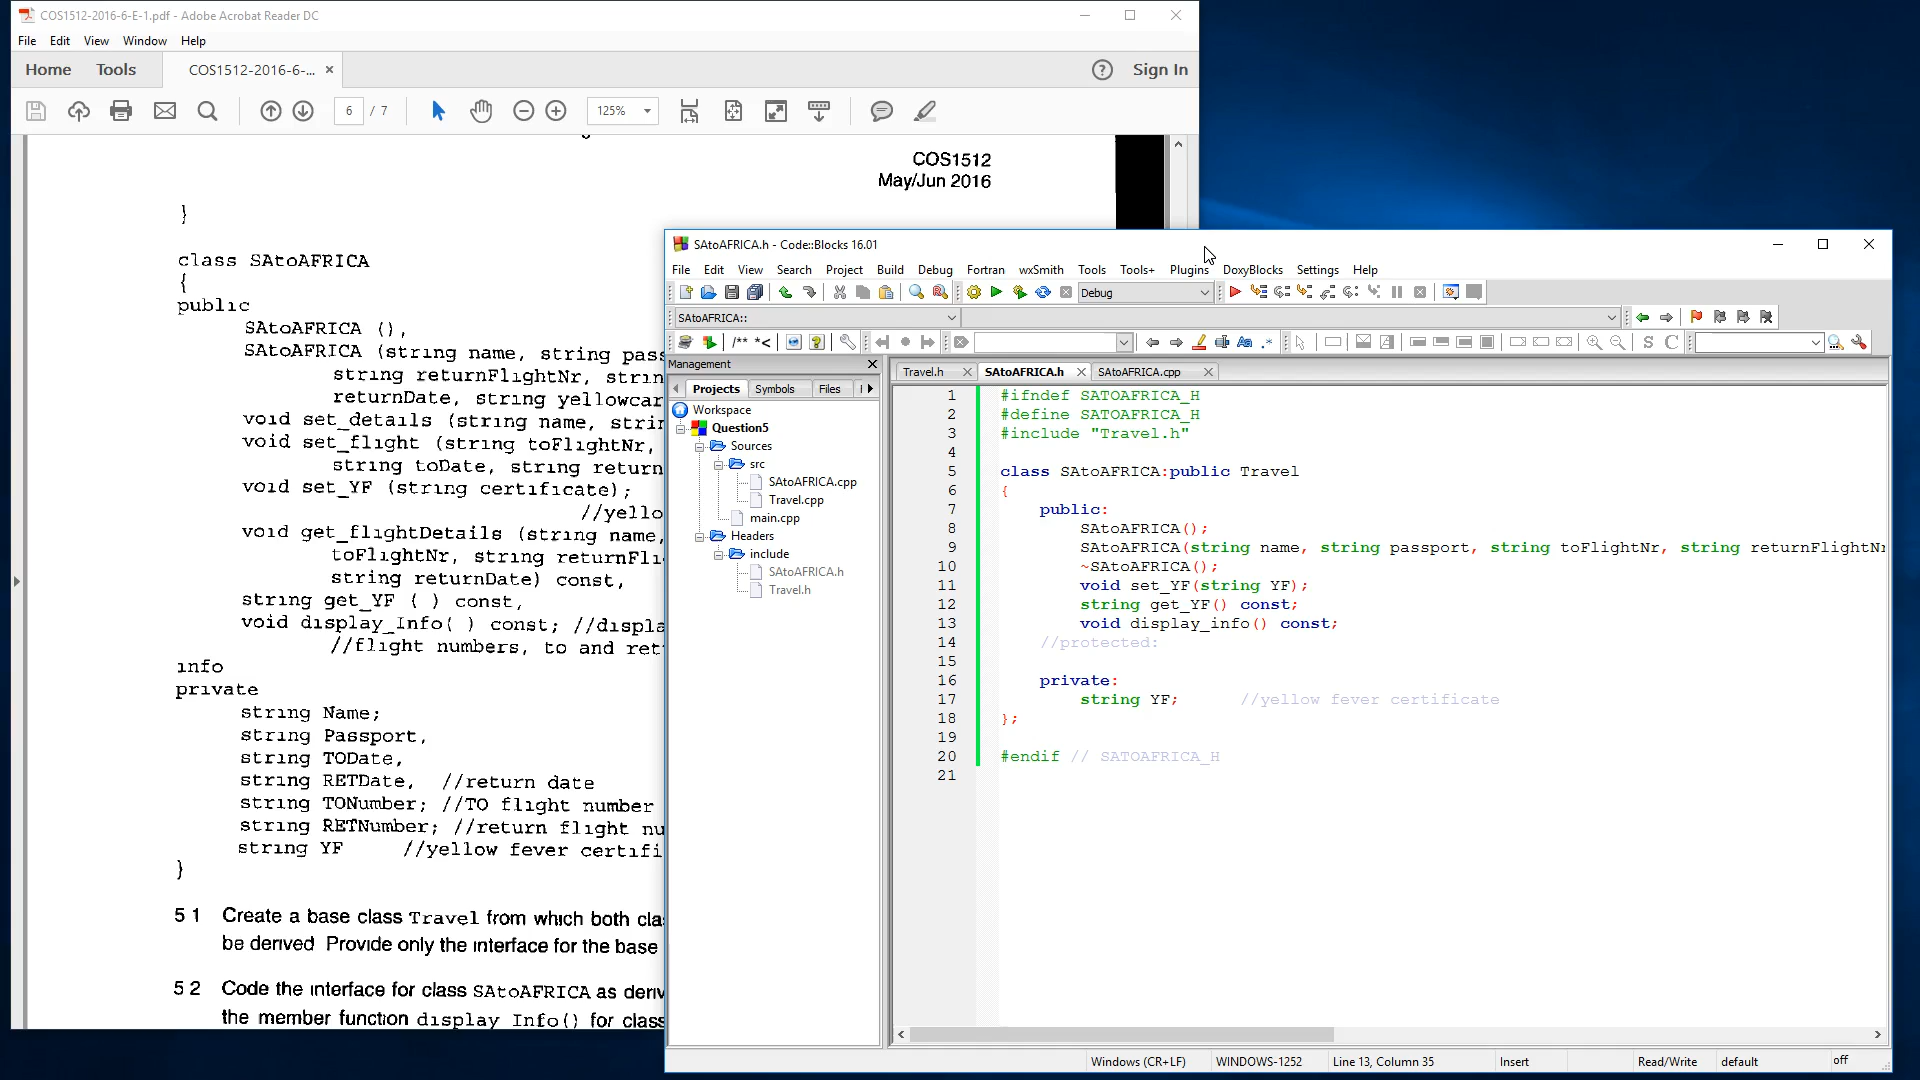 COS1512-2016-6-E-1.pdf - Adobe Acrobat Reader DC
File Edit View Window Help
Home Tools COS1512-2016-6-... × Sign In
6 / 7 125%
COS1512
May/Jun 2016
}
class SAtoAFRICA
{
public
SAtoAFRICA (),
SAtoAFRICA (string name, string pass
string returnFlightNr, strin
returnDate, string yellowcar
void set_details (string name, strin
void set_flight (string toFlightNr,
string toDate, string return
void set_YF (string certificate);
//yello
void get_flightDetails (string name,
toFlightNr, string returnFli
string returnDate) const,
string get_YF ( ) const,
void display_Info( ) const; //displa
//flight numbers, to and ret
info
private
string Name;
string Passport,
string TODate,
string RETDate, //return date
string TONumber; //TO flight number
string RETNumber; //return flight nu
string YF //yellow fever certifi
}
5 1 Create a base class Travel from which both cla
be derived Provide only the interface for the base
5 2 Code the interface for class SAtoAFRICA as deriv
the member function display Info() for class
SAtoAFRICA.h - Code::Blocks 16.01
File Edit View Search Project Build Debug Fortran wxSmith Tools Tools+ Plugins DoxyBlocks Settings Help
Debug
SAtoAFRICA::
/** *< Aa .* S C
Management
Projects Symbols Files
Workspace
Question5
Sources
src
SAtoAFRICA.cpp
Travel.cpp
main.cpp
Headers
include
SAtoAFRICA.h
Travel.h
Travel.h SAtoAFRICA.h SAtoAFRICA.cpp
1 #ifndef SATOAFRICA_H
2 #define SATOAFRICA_H
3 #include "Travel.h"
4
5 class SAtoAFRICA:public Travel
6 {
7 public:
8 SAtoAFRICA();
9 SAtoAFRICA(string name, string passport, string toFlightNr, string returnFlightNr
10 ~SAtoAFRICA();
11 void set_YF(string YF);
12 string get_YF() const;
13 void display_info() const;
14 //protected:
15
16 private:
17 string YF; //yellow fever certificate
18 };
19
20 #endif // SATOAFRICA_H
21
Windows (CR+LF) WINDOWS-1252 Line 13, Column 35 Insert Read/Write default off